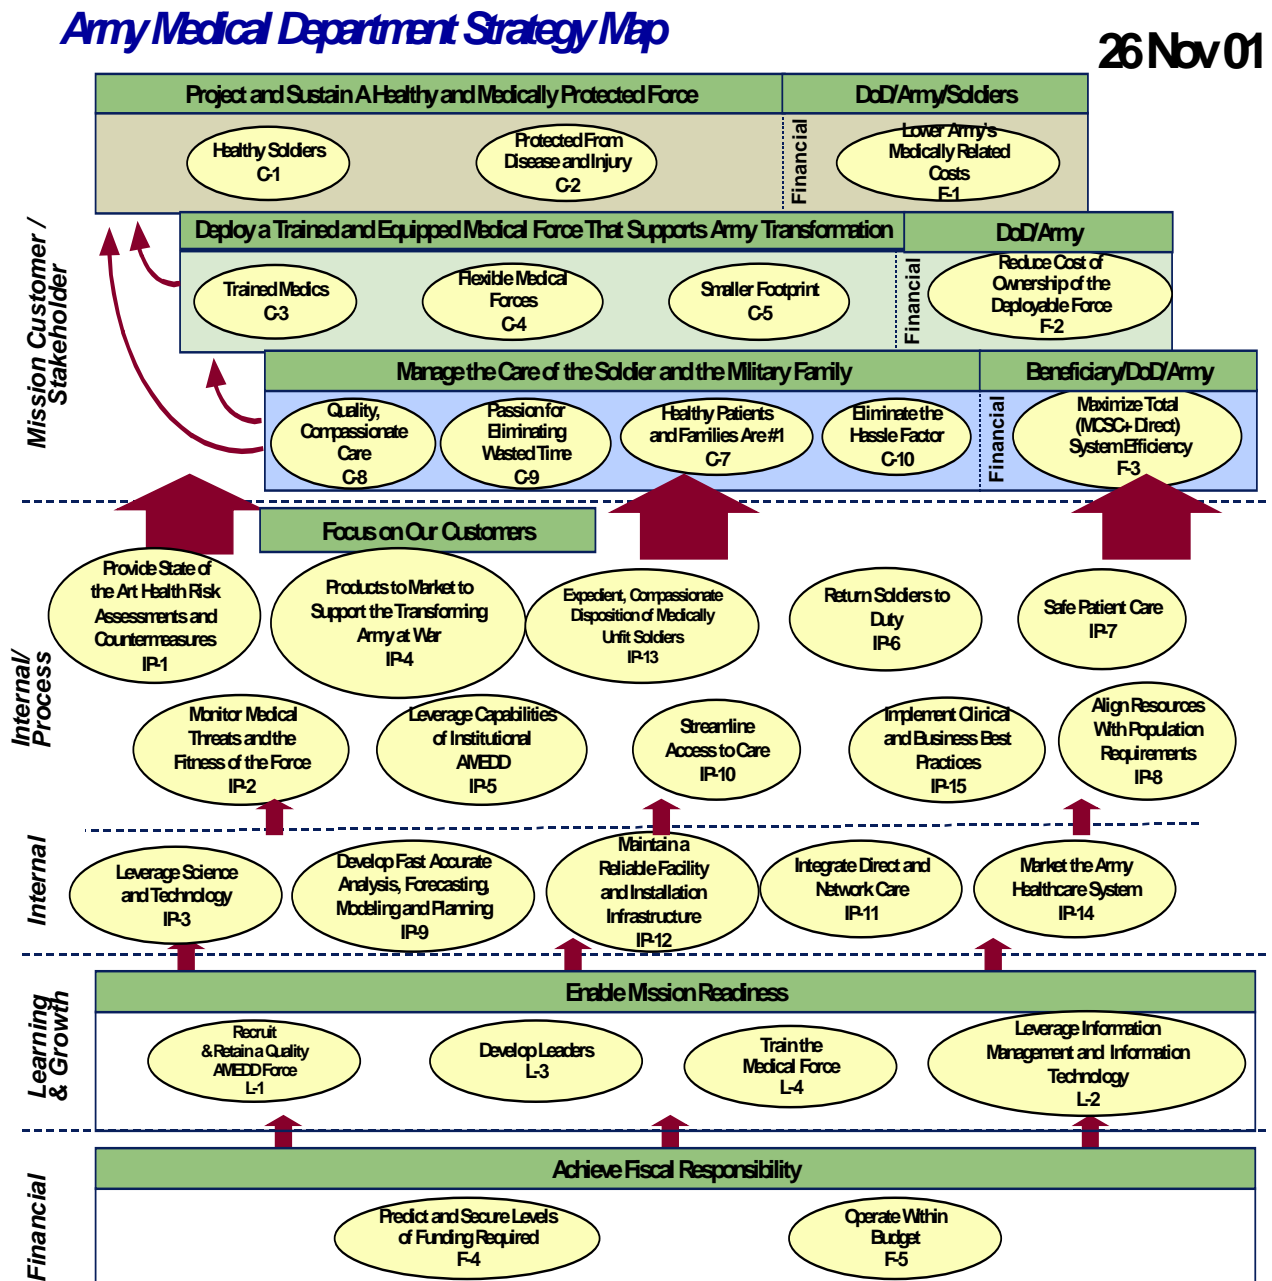 Army Medical Department Strategy Map
26 Nov 01
Project and Sustain A Healthy and Medically Protected Force
DoD/Army/Soldiers
Healthy Soldiers
C-1
Protected From
Disease and Injury
C-2
Financial
Lower Army's
Medically Related
Costs
F-1
Mission Customer /
Stakeholder
Deploy a Trained and Equipped Medical Force That Supports Army Transformation
DoD/Army
Trained Medics
C-3
Flexible Medical
Forces
C-4
Smaller Footprint
C-5
Financial
Reduce Cost of
Ownership of the
Deployable Force
F-2
Manage the Care of the Soldier and the Military Family
Beneficiary/DoD/Army
Quality,
Compassionate
Care
C-8
Passion for
Eliminating
Wasted Time
C-9
Healthy Patients
and Families Are #1
C-7
Eliminate the
Hassle Factor
C-10
Financial
Maximize Total
(MCSC+ Direct)
System Efficiency
F-3
Focus on Our Customers
Internal/
Process
Provide State of
the Art Health Risk
Assessments and
Countermeasures
IP-1
Products to Market to
Support the Transforming
Army at War
IP-4
Expedient, Compassionate
Disposition of Medically
Unfit Soldiers
IP-13
Return Soldiers to
Duty
IP-6
Safe Patient Care
IP-7
Monitor Medical
Threats and the
Fitness of the Force
IP-2
Leverage Capabilities
of Institutional
AMEDD
IP-5
Streamline
Access to Care
IP-10
Implement Clinical
and Business Best
Practices
IP-15
Align Resources
With Population
Requirements
IP-8
Internal
Leverage Science
and Technology
IP-3
Develop Fast Accurate
Analysis, Forecasting,
Modeling and Planning
IP-9
Maintain a
Reliable Facility
and Installation
Infrastructure
IP-12
Integrate Direct and
Network Care
IP-11
Market the Army
Healthcare System
IP-14
Learning
& Growth
Enable Mission Readiness
Recruit
& Retain a Quality
AMEDD Force
L-1
Develop Leaders
L-3
Train the
Medical Force
L-4
Leverage Information
Management and Information
Technology
L-2
Financial
Achieve Fiscal Responsibility
Predict and Secure Levels
of Funding Required
F-4
Operate Within
Budget
F-5